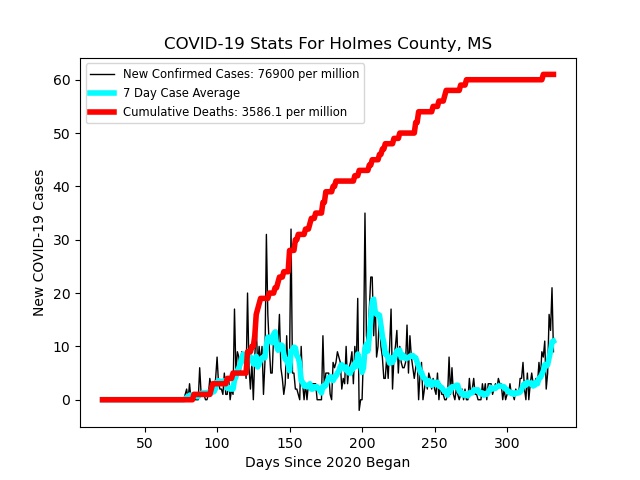 COVID-19 Stats For Holmes County, MS
New Confirmed Cases: 76900 per million
7 Day Case Average
Cumulative Deaths: 3586.1 per million
New COVID-19 Cases
60
50
40
30
20
10
0
50 100 150 200 250 300
Days Since 2020 Began